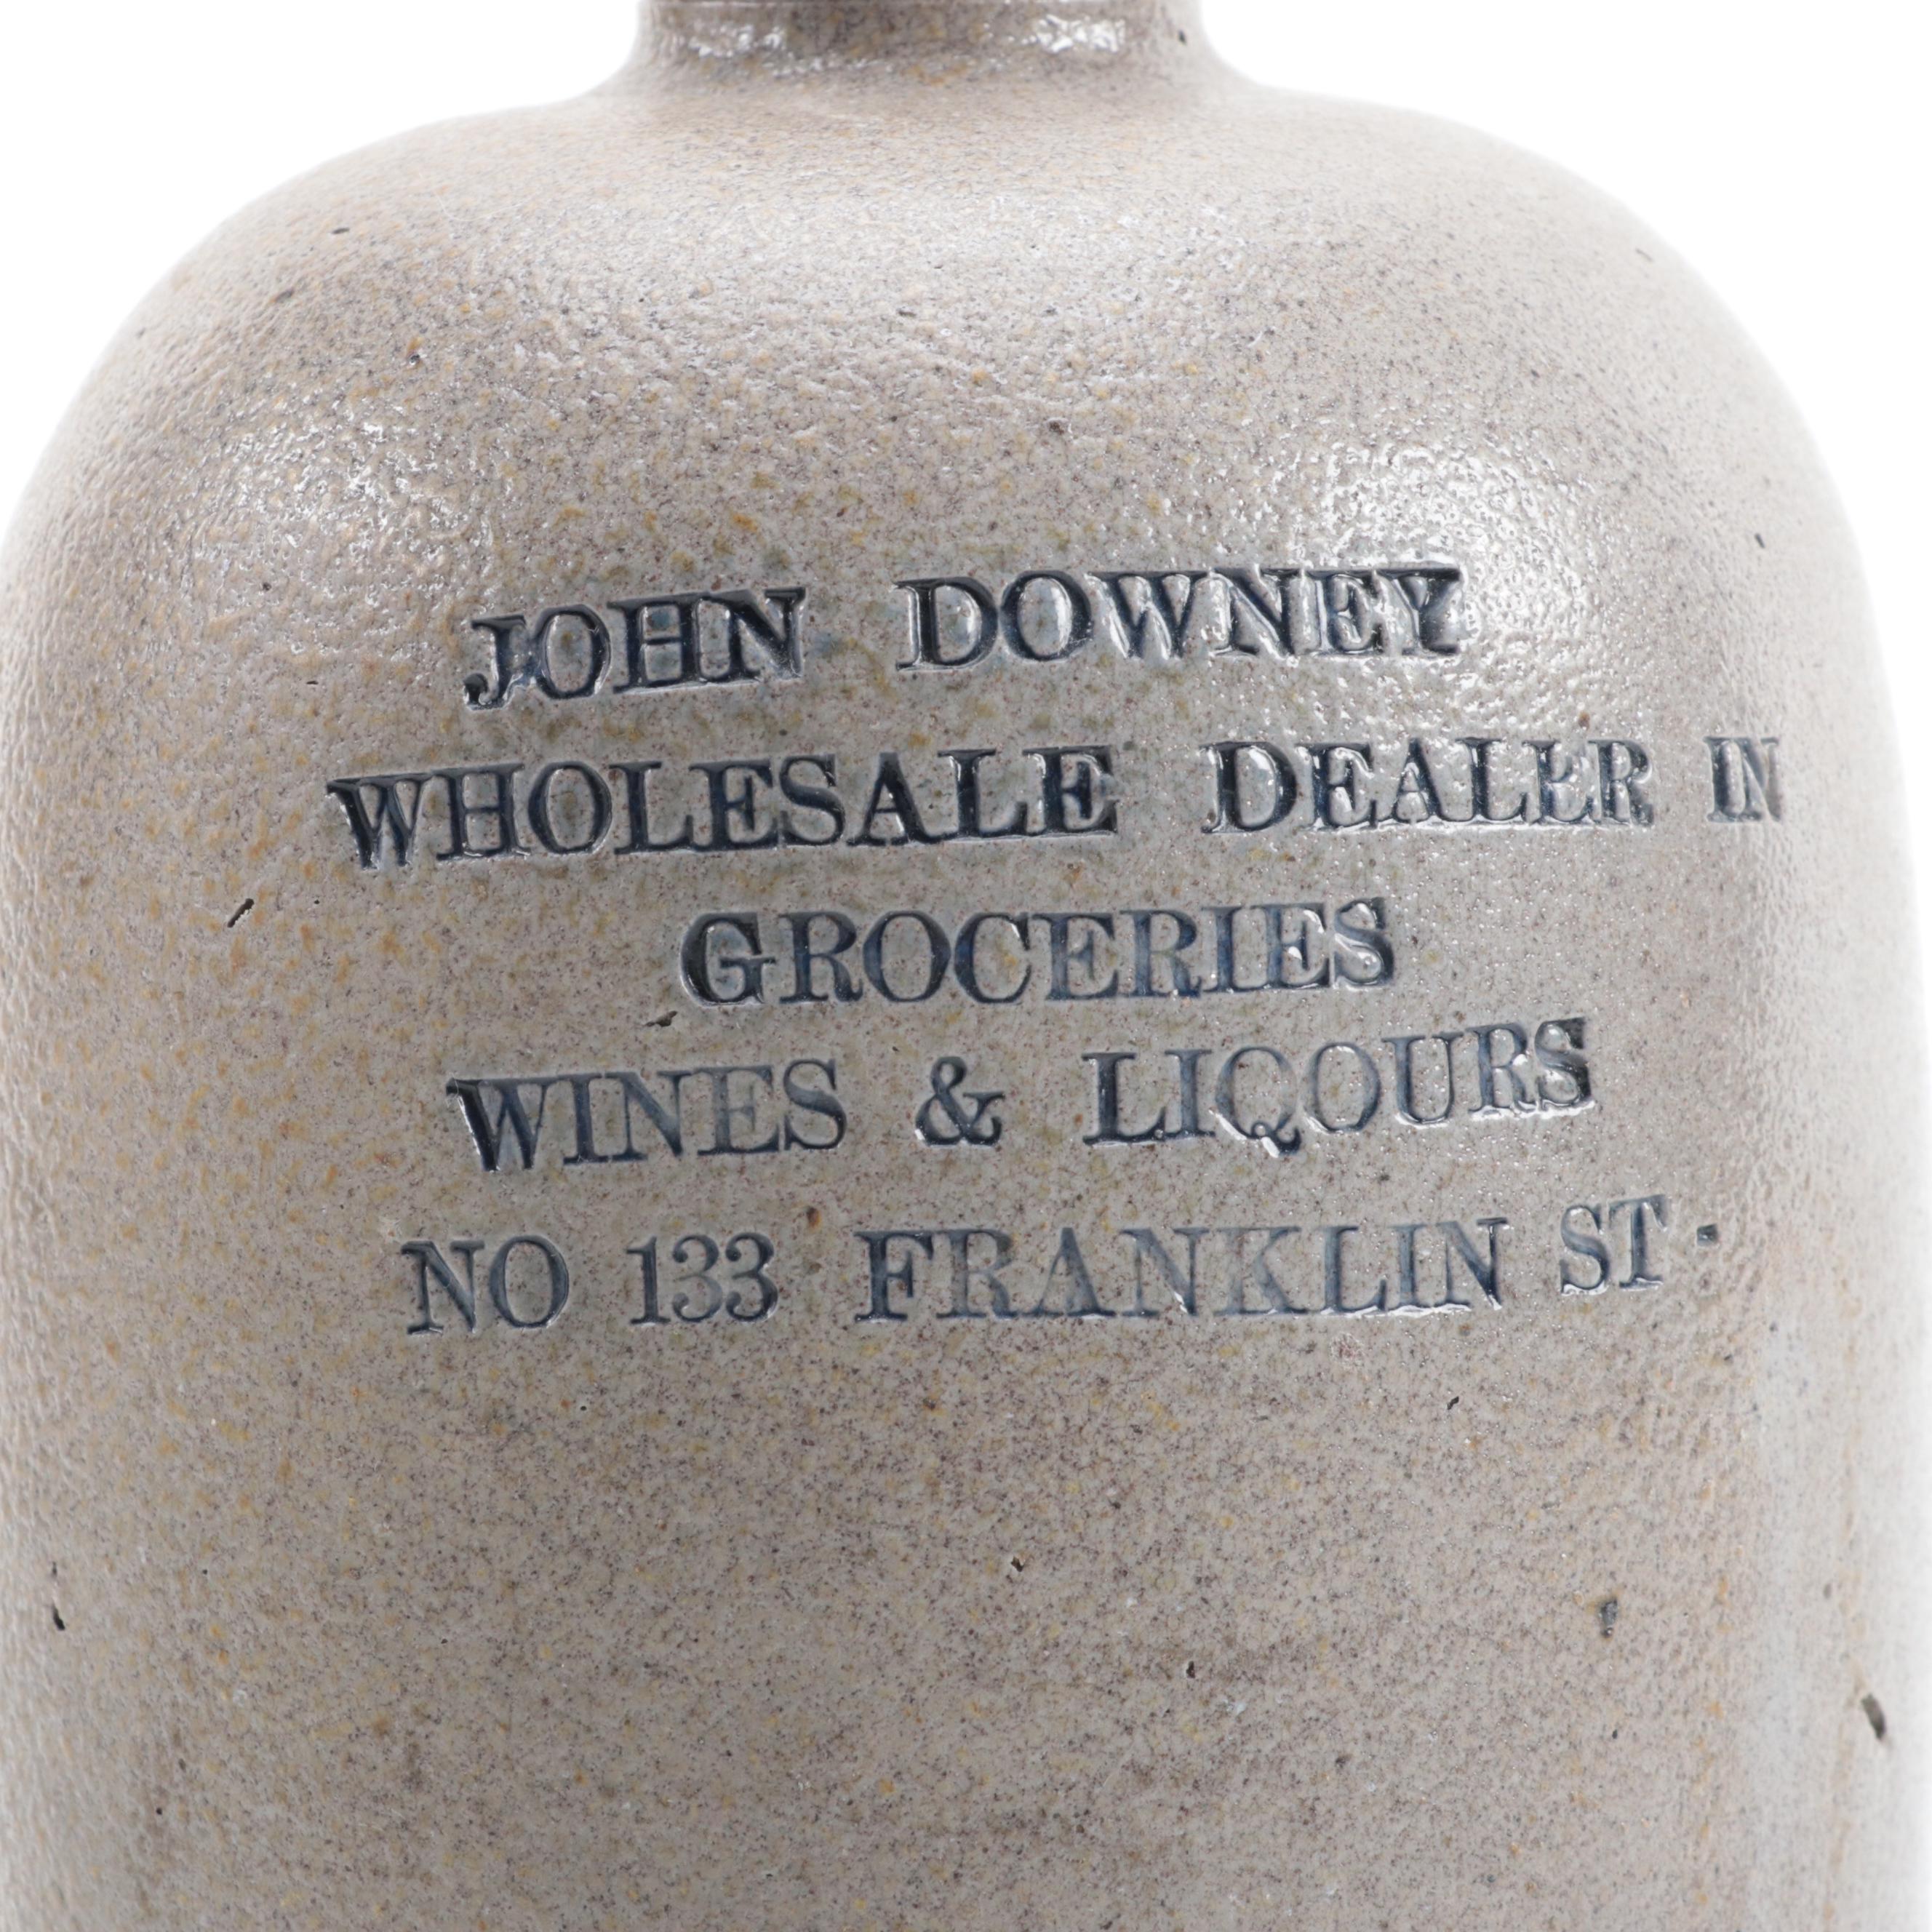 JOHN DOWNEY
WHOLESALE DEALER IN
GROCERIES
WINES & LIQOURS
NO 133 FRANKLIN ST.